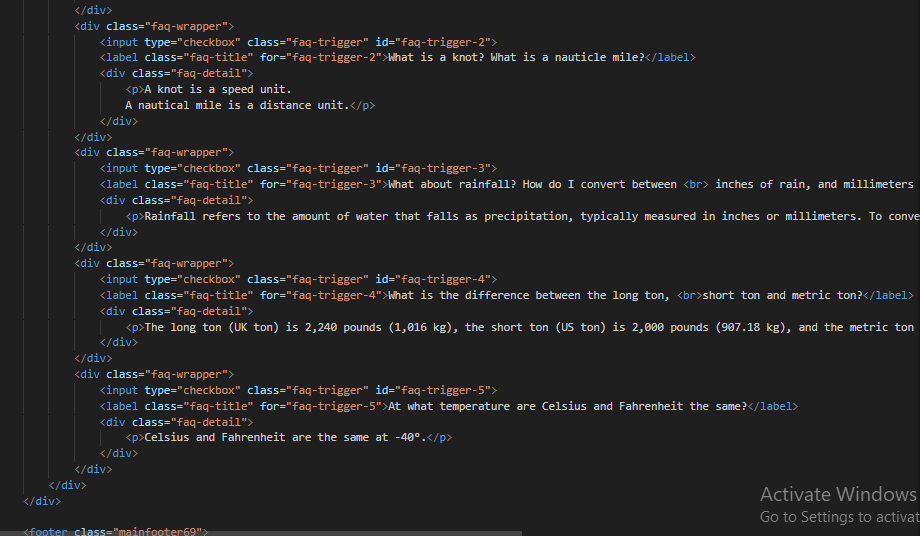 </div>
<div class="faq-wrapper">
<input type="checkbox" class="faq-trigger" id="faq-trigger-2">
<label class="faq-title" for="faq-trigger-2">What is a knot? What is a nauticle mile?</label>
<div class="faq-detail">
<p>A knot is a speed unit.
A nautical mile is a distance unit.</p>
</div>
</div>
<div class="faq-wrapper">
<input type="checkbox" class="faq-trigger" id="faq-trigger-3">
<label class="faq-title" for="faq-trigger-3">What about rainfall? How do I convert between <br> inches of rain, and millimeters
<div class="faq-detail">
<p>Rainfall refers to the amount of water that falls as precipitation, typically measured in inches or millimeters. To conve
</div>
</div>
<div class="faq-wrapper">
<input type="checkbox" class="faq-trigger" id="faq-trigger-4">
<label class="faq-title" for="faq-trigger-4">What is the difference between the long ton, <br>short ton and metric ton?</label>
<div class="faq-detail">
<p>The long ton (UK ton) is 2,240 pounds (1,016 kg), the short ton (US ton) is 2,000 pounds (907.18 kg), and the metric ton
</div>
</div>
<div class="faq-wrapper">
<input type="checkbox" class="faq-trigger" id="faq-trigger-5">
<label class="faq-title" for="faq-trigger-5">At what temperature are Celsius and Fahrenheit the same?</label>
<div class="faq-detail">
<p>Celsius and Fahrenheit are the same at -40°.</p>
</div>
</div>
</div>
</div>
Activate Windows
Go to Settings to activat
<footer class="mainfooter69">